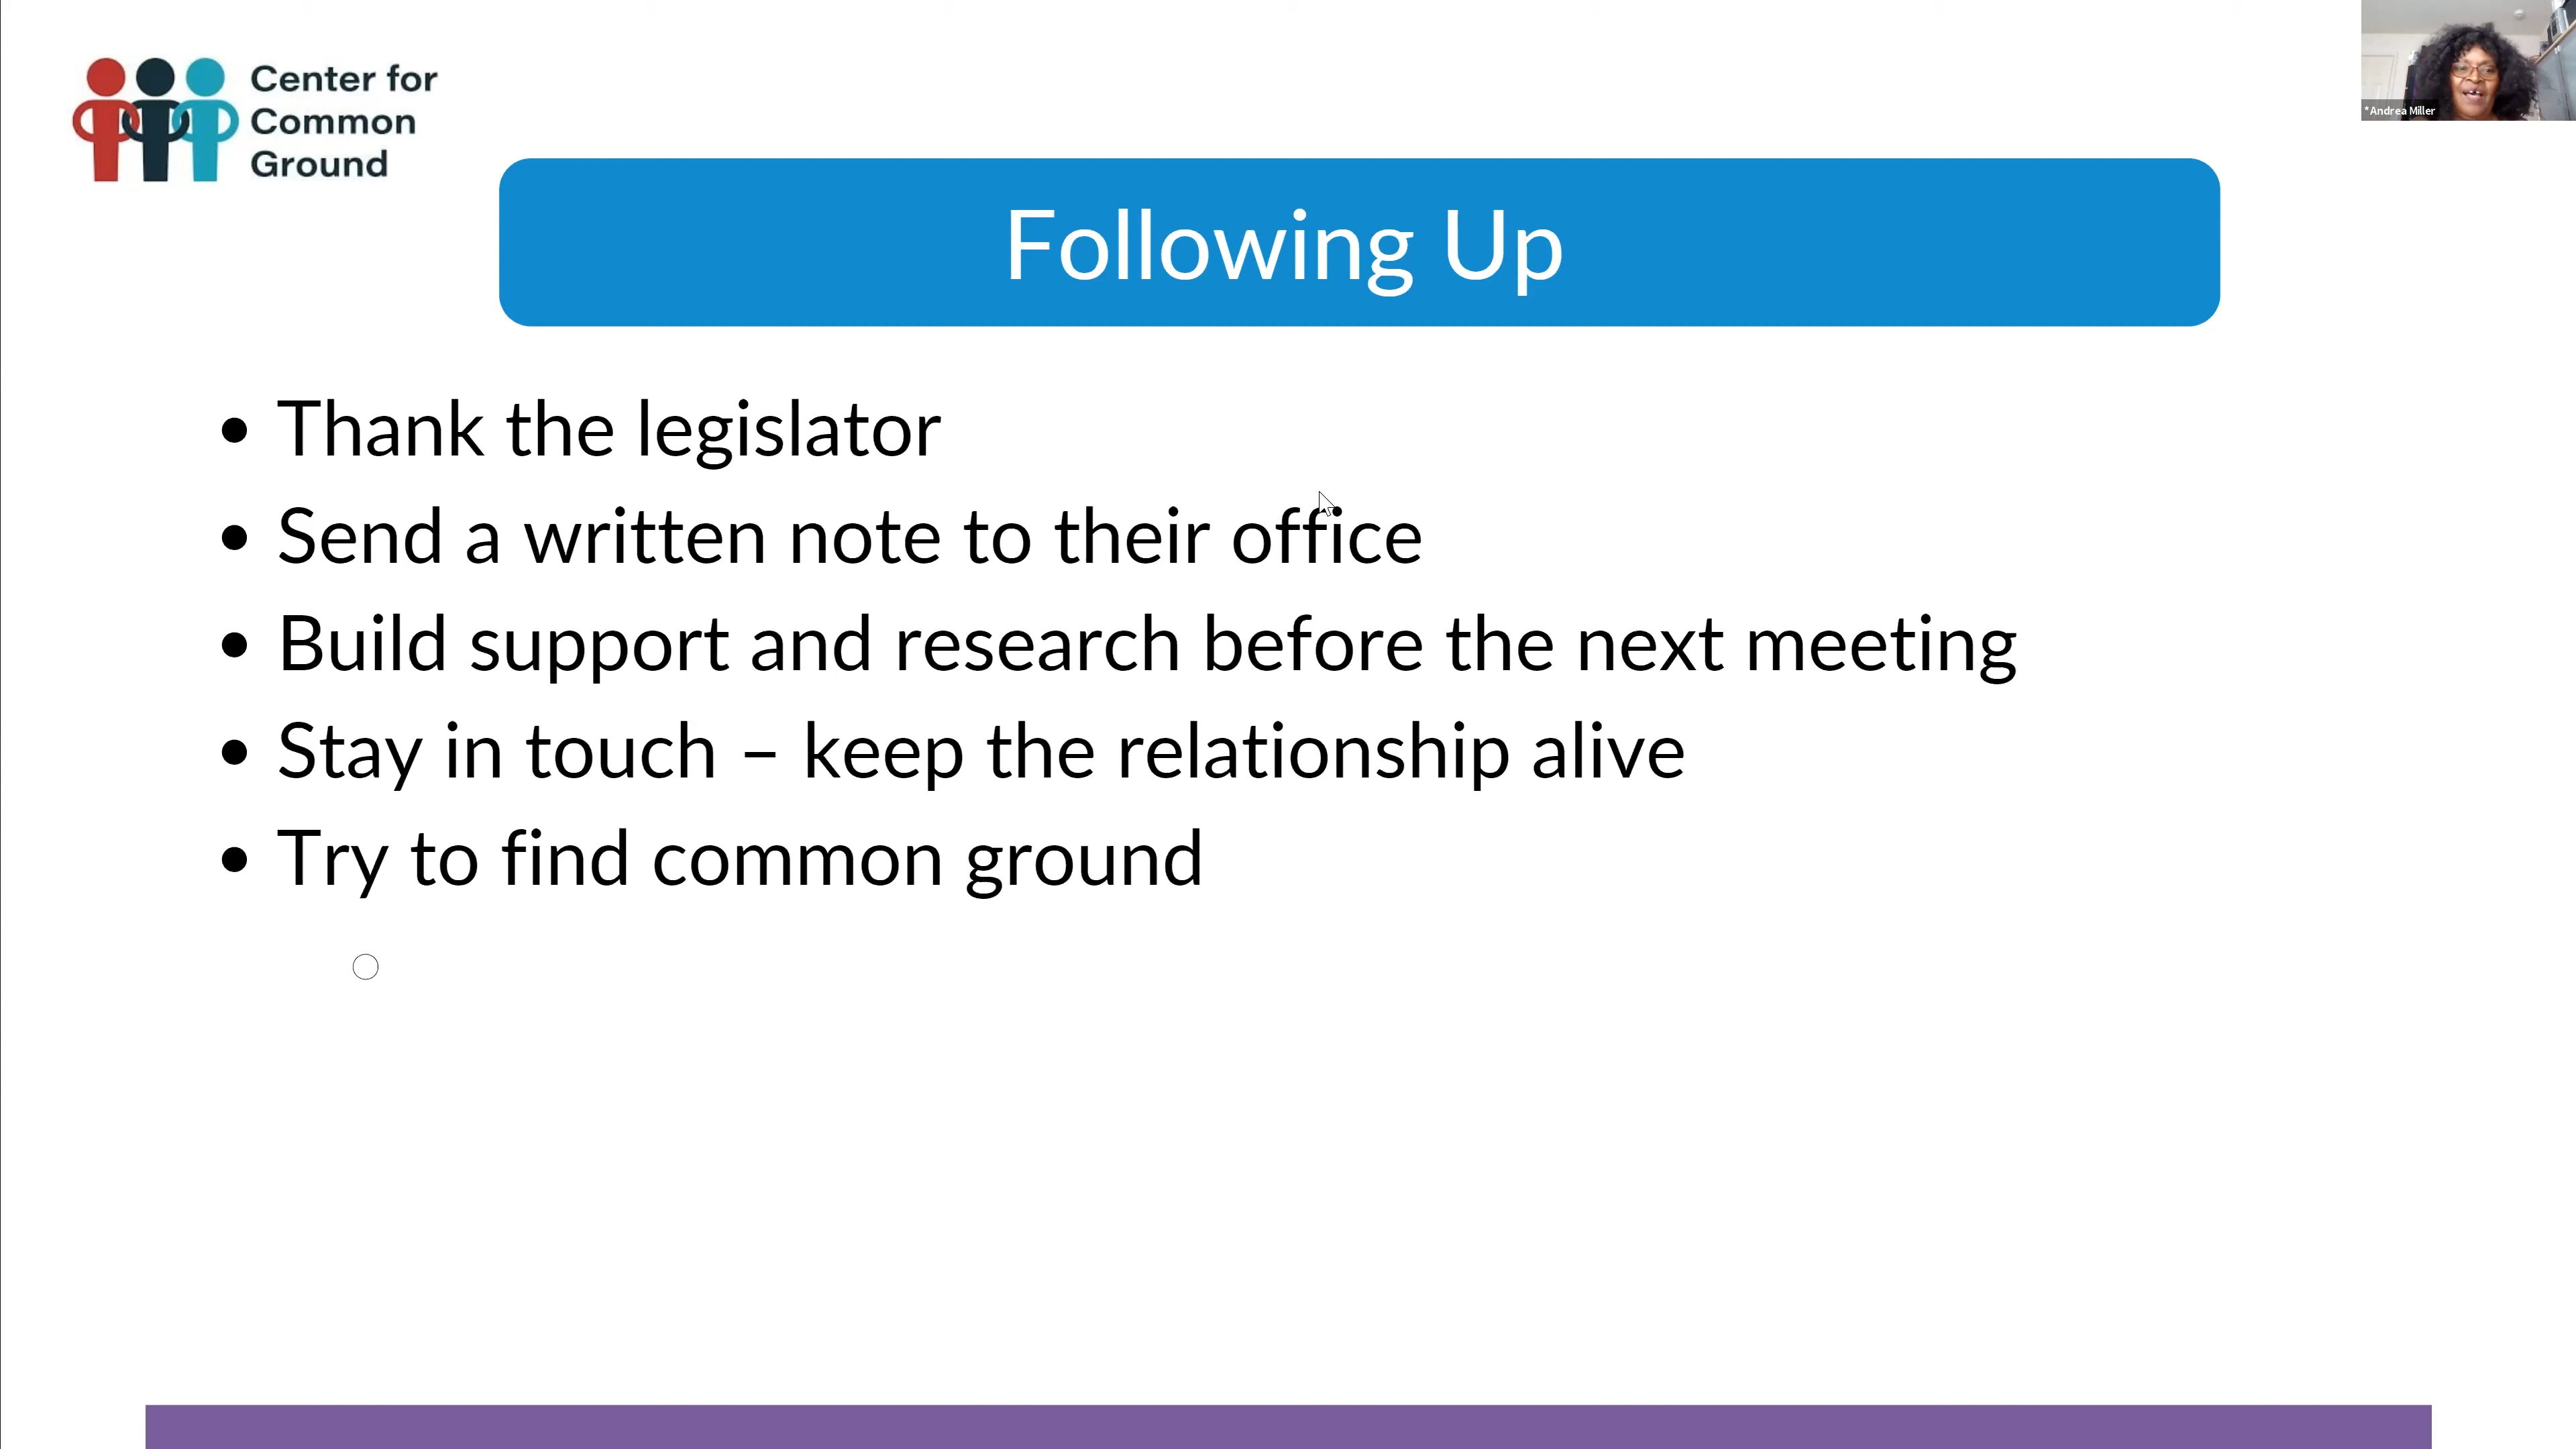 Center for
Common
Ground
*Andrea Miller
Following Up
• Thank the legislator
• Send a written note to their office
• Build support and research before the next meeting
• Stay in touch – keep the relationship alive
• Try to find common ground